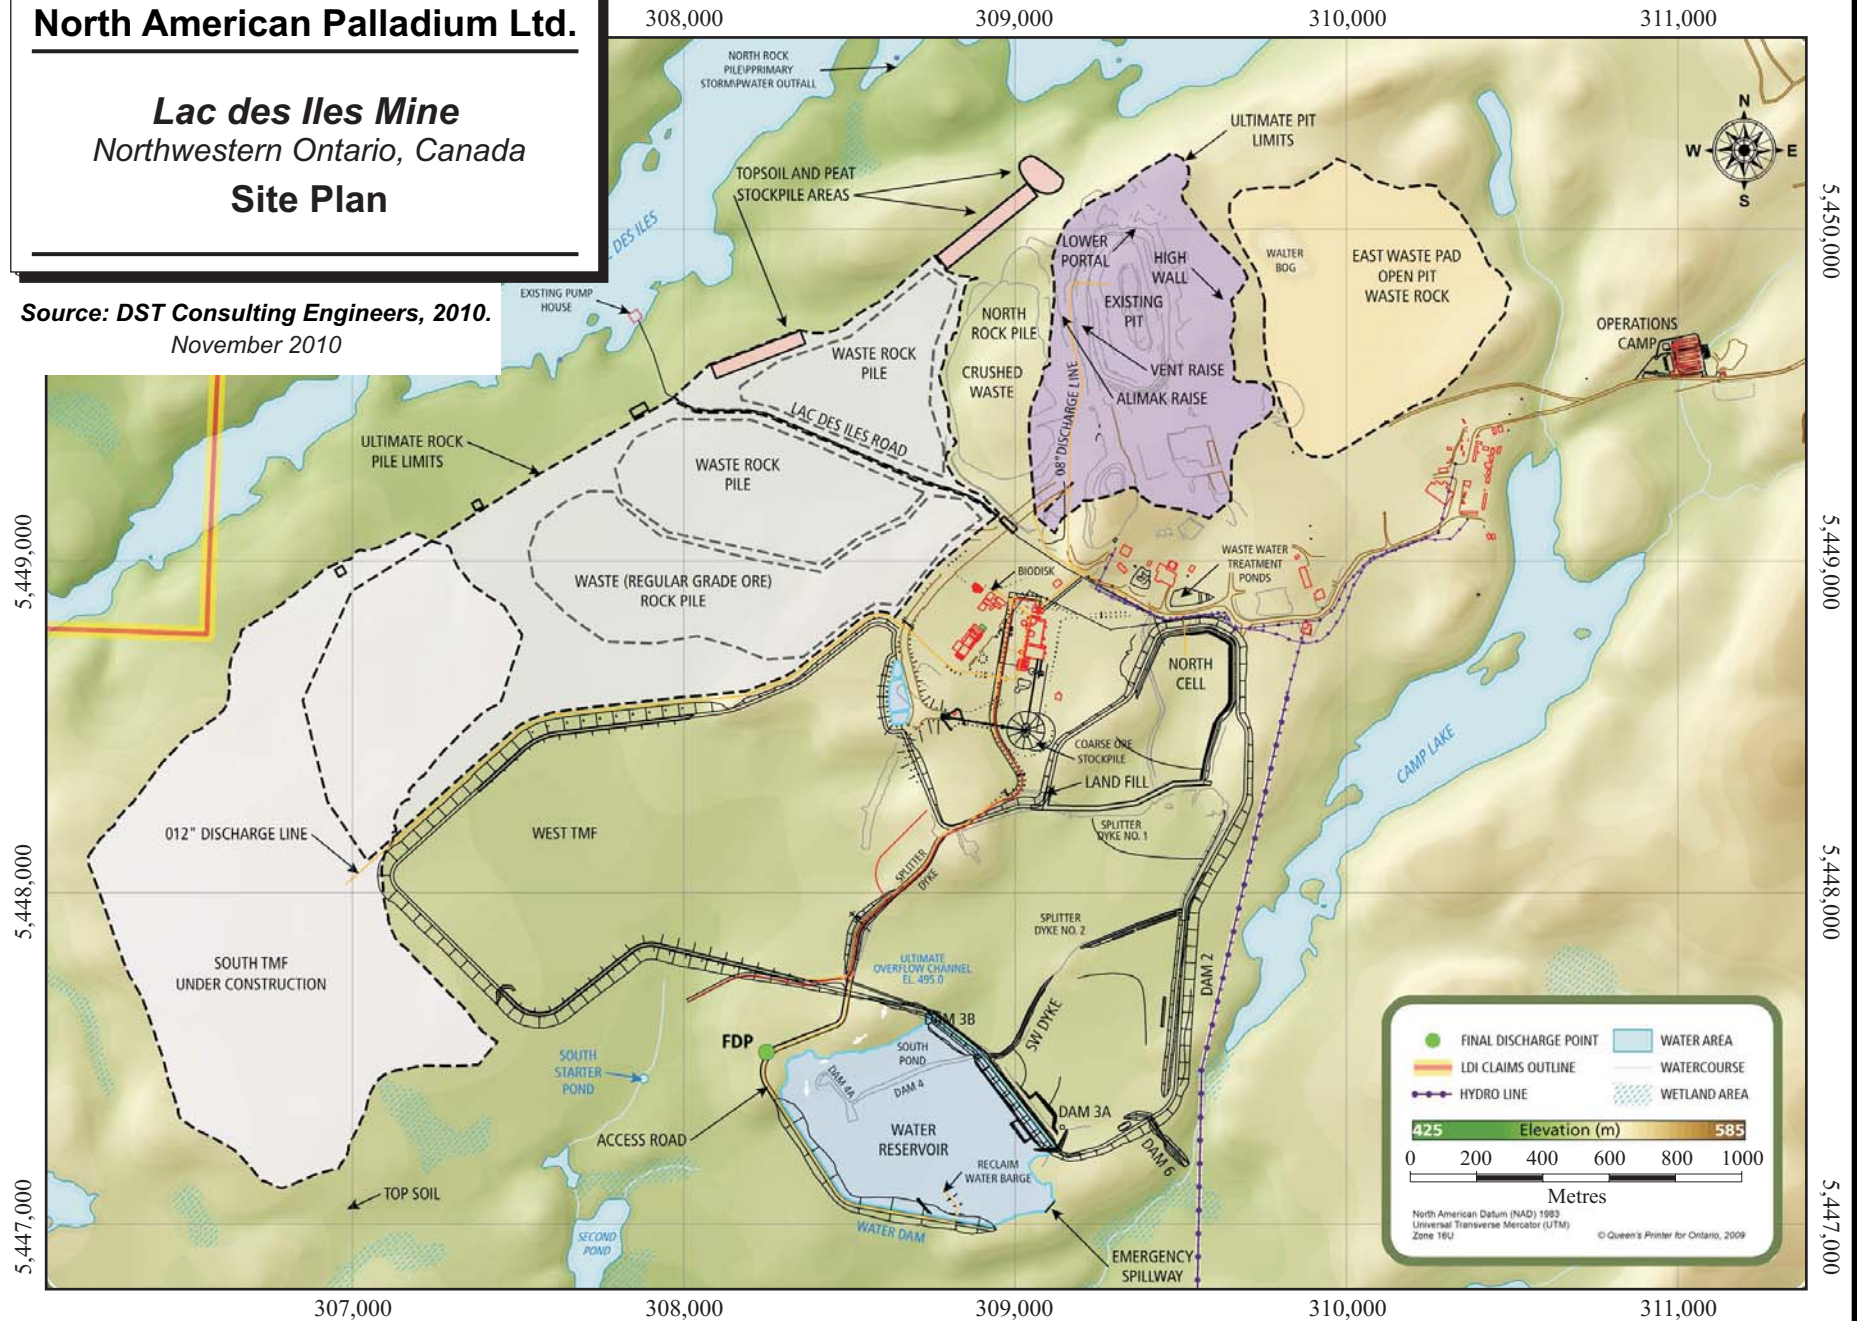 North American Palladium Ltd.
Lac des Iles Mine
Northwestern Ontario, Canada
Site Plan
Source: DST Consulting Engineers, 2010.
November 2010
308,000
309,000
310,000
311,000
NORTH ROCK
PILE\PPRIMARY
STORM\PWATER OUTFALL
DES ILES
EXISTING PUMP
HOUSE
TOPSOIL AND PEAT
STOCKPILE AREAS
ULTIMATE PIT
LIMITS
N
W
E
S
LOWER
PORTAL
HIGH
WALL
EXISTING
PIT
WALTER
BOG
EAST WASTE PAD
OPEN PIT
WASTE ROCK
OPERATIONS
CAMP
NORTH
ROCK PILE
CRUSHED
WASTE
WASTE ROCK
PILE
VENT RAISE
ALIMAK RAISE
08" DISCHARGE LINE
LAC DES ILES ROAD
ULTIMATE ROCK
PILE LIMITS
WASTE ROCK
PILE
WASTE (REGULAR GRADE ORE)
ROCK PILE
BIODISK
WASTE WATER
TREATMENT
PONDS
NORTH
CELL
COARSE ORE
STOCKPILE
LAND FILL
SPLITTER
DYKE NO. 1
CAMP LAKE
012" DISCHARGE LINE
WEST TMF
SPLITTER
DYKE
SPLITTER
DYKE NO. 2
SOUTH TMF
UNDER CONSTRUCTION
ULTIMATE
OVERFLOW CHANNEL
EL. 495.0
DAM 2
DAM 3B
SW DYKE
FDP
SOUTH
POND
DAM 4A
DAM 4
SOUTH
STARTER
POND
ACCESS ROAD
WATER
RESERVOIR
DAM 3A
DAM 6
RECLAIM
WATER BARGE
TOP SOIL
WATER DAM
SECOND
POND
EMERGENCY
SPILLWAY
FINAL DISCHARGE POINT
WATER AREA
LDI CLAIMS OUTLINE
WATERCOURSE
HYDRO LINE
WETLAND AREA
425 Elevation (m) 585
0 200 400 600 800 1000
Metres
North American Datum (NAD) 1983
Universal Transverse Mercator (UTM)
Zone 16U
© Queen's Printer for Ontario, 2009
5,449,000
5,448,000
5,447,000
5,450,000
5,449,000
5,448,000
5,447,000
307,000
308,000
309,000
310,000
311,000